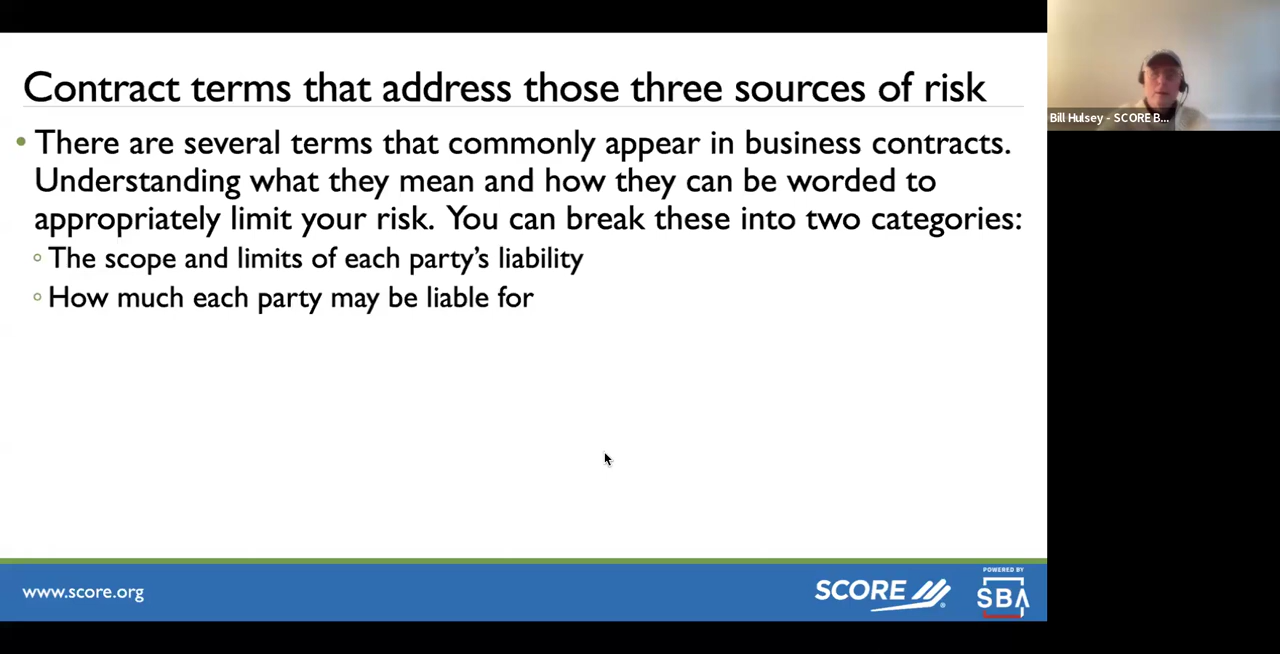 Contract terms that address those three sources of risk
• There are several terms that commonly appear in business contracts.
Understanding what they mean and how they can be worded to
appropriately limit your risk. You can break these into two categories:
◦ The scope and limits of each party’s liability
◦ How much each party may be liable for
Bill Hulsey - SCORE B...
www.score.org
SCORE
®
POWERED BY
SBA